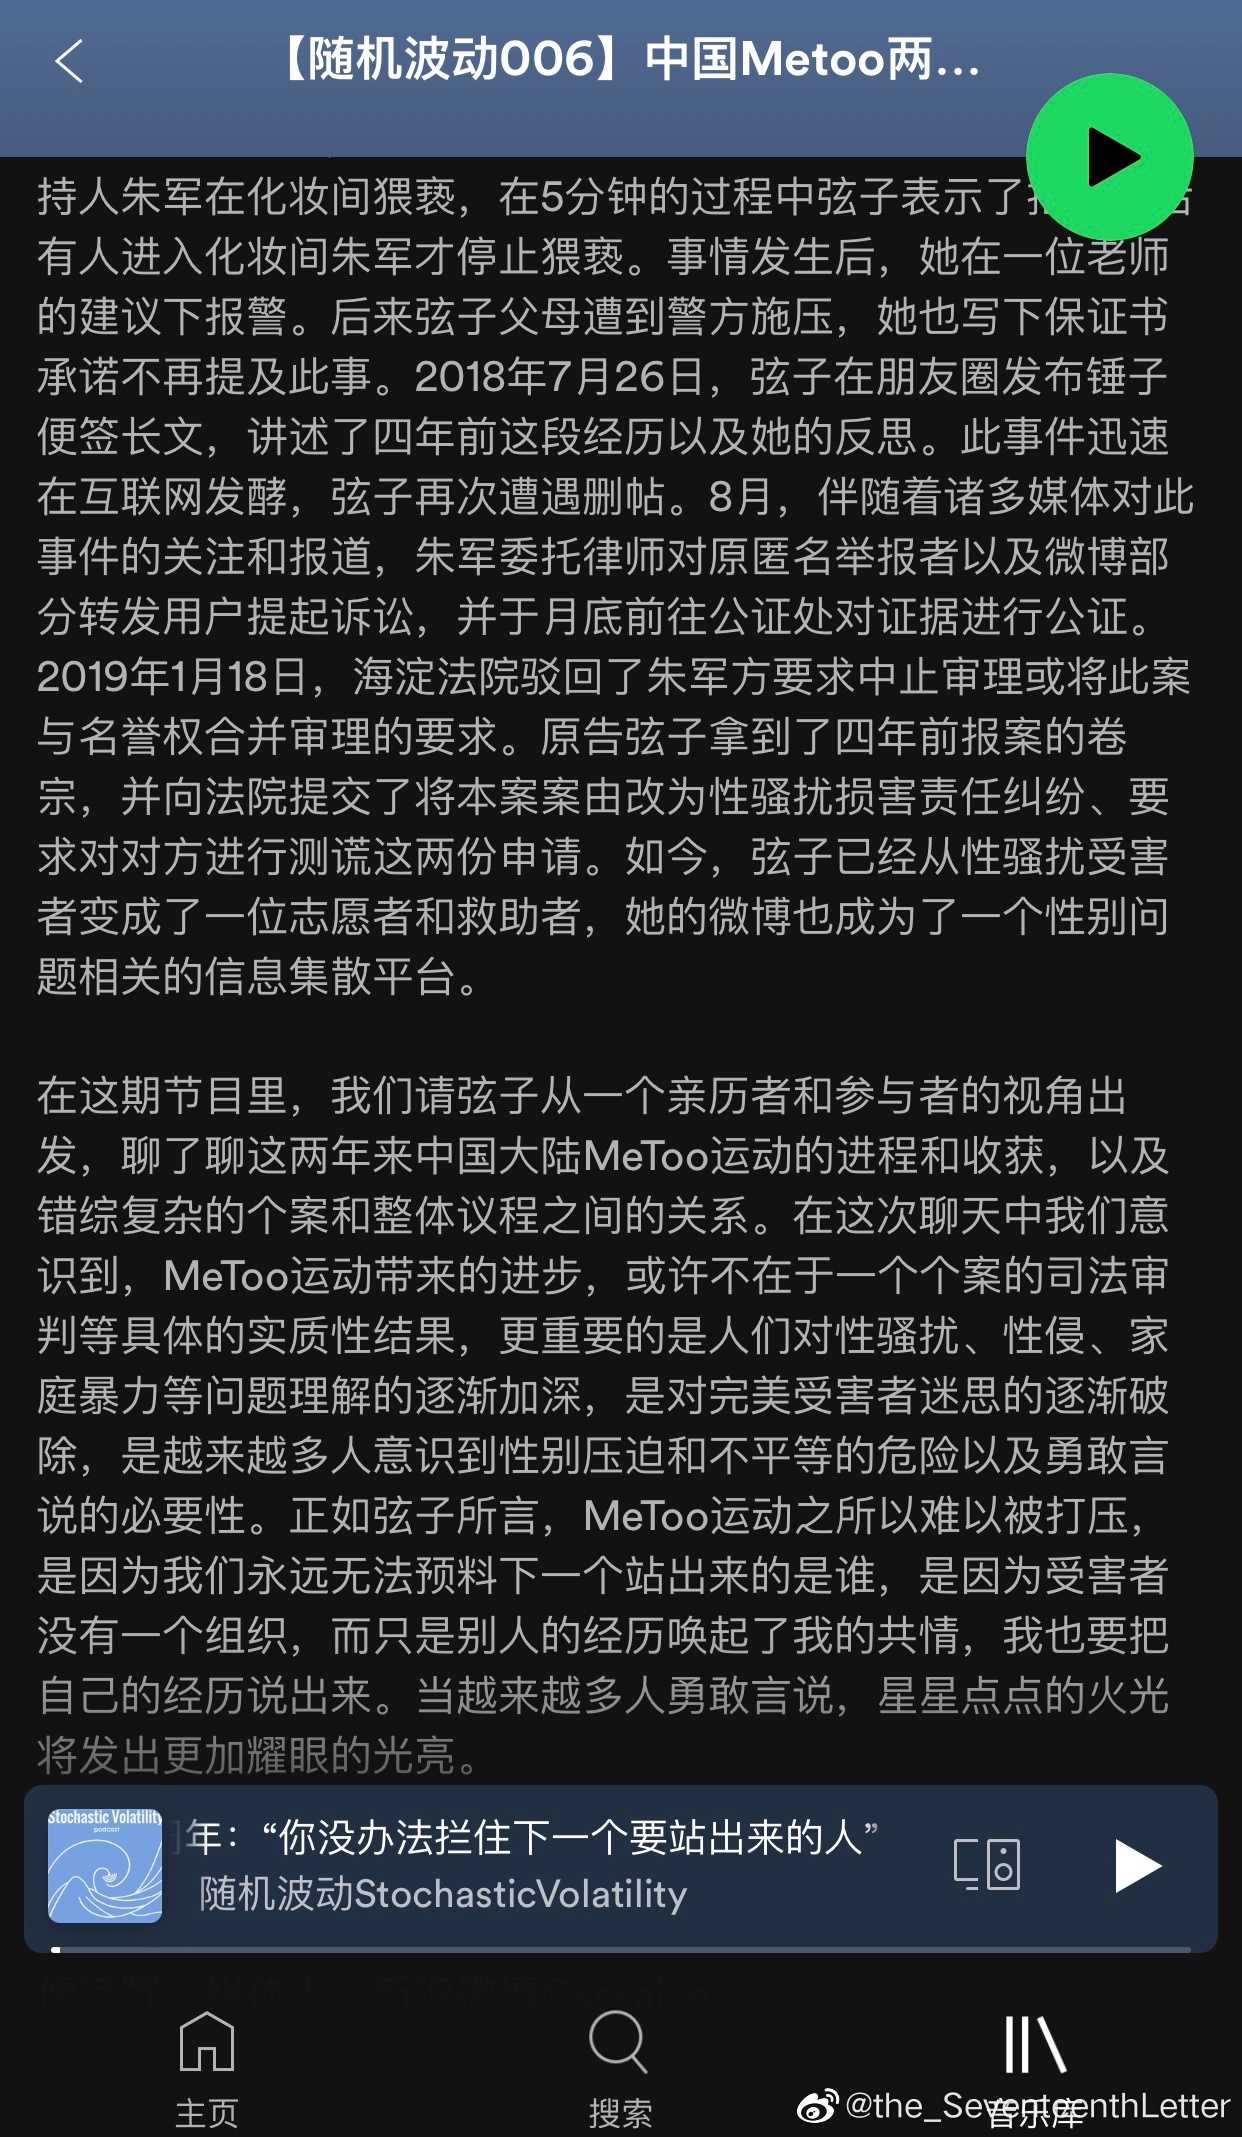 【随机波动006】中国Metoo两...
持人朱军在化妆间猥亵，在5分钟的过程中弦子表示了
有人进入化妆间朱军才停止猥亵。事情发生后，她在一位老师
的建议下报警。后来弦子父母遭到警方施压，她也写下保证书
承诺不再提及此事。2018年7月26日，弦子在朋友圈发布锤子
便签长文，讲述了四年前这段经历以及她的反思。此事件迅速
在互联网发酵，弦子再次遭遇删帖。8月，伴随着诸多媒体对此
事件的关注和报道，朱军委托律师对原匿名举报者以及微博部
分转发用户提起诉讼，并于月底前往公证处对证据进行公证。
2019年1月18日，海淀法院驳回了朱军方要求中止审理或将此案
与名誉权合并审理的要求。原告弦子拿到了四年前报案的卷
宗，并向法院提交了将本案案由改为性骚扰损害责任纠纷、要
求对对方进行测谎这两份申请。如今，弦子已经从性骚扰受害
者变成了一位志愿者和救助者，她的微博也成为了一个性别问
题相关的信息集散平台。
在这期节目里，我们请弦子从一个亲历者和参与者的视角出
发，聊了聊这两年来中国大陆MeToo运动的进程和收获，以及
错综复杂的个案和整体议程之间的关系。在这次聊天中我们意
识到，MeToo运动带来的进步，或许不在于一个个案的司法审
判等具体的实质性结果，更重要的是人们对性骚扰、性侵、家
庭暴力等问题理解的逐渐加深，是对完美受害者迷思的逐渐破
除，是越来越多人意识到性别压迫和不平等的危险以及勇敢言
说的必要性。正如弦子所言，MeToo运动之所以难以被打压，
是因为我们永远无法预料下一个站出来的是谁，是因为受害者
没有一个组织，而只是别人的经历唤起了我的共情，我也要把
自己的经历说出来。当越来越多人勇敢言说，星星点点的火光
将发出更加耀眼的光亮。
Stochastic Volatility
podcast
年：“你没办法拦住下一个要站出来的人”
随机波动StochasticVolatility
主页
搜索
音乐库
@the_SeventeenthLetter